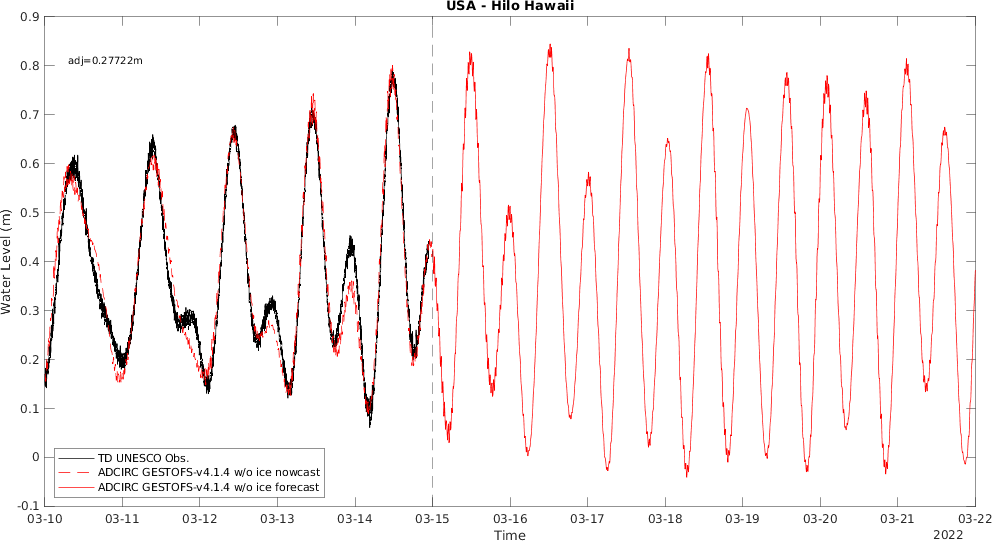 USA - Hilo Hawaii
adj=0.27722m
Water Level (m)
0.9
0.8
0.7
0.6
0.5
0.4
0.3
0.2
0.1
0
-0.1
TD UNESCO Obs.
ADCIRC GESTOFS-v4.1.4 w/o ice nowcast
ADCIRC GESTOFS-v4.1.4 w/o ice forecast
03-10 03-11 03-12 03-13 03-14 03-15 03-16 03-17 03-18 03-19 03-20 03-21 03-22
Time
2022